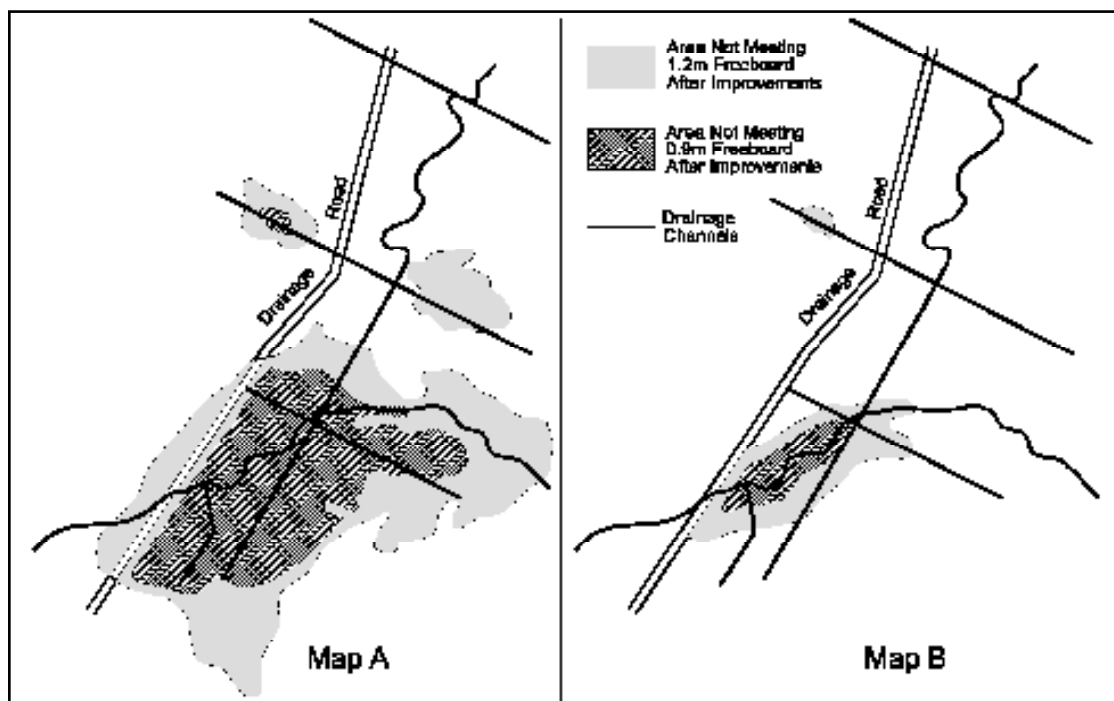 Road
Drainage
Map A
Area Not Meeting
1.2m Freeboard
After Improvements
Area Not Meeting
0.9m Freeboard
After Improvements
Drainage
Channels
Road
Drainage
Map B